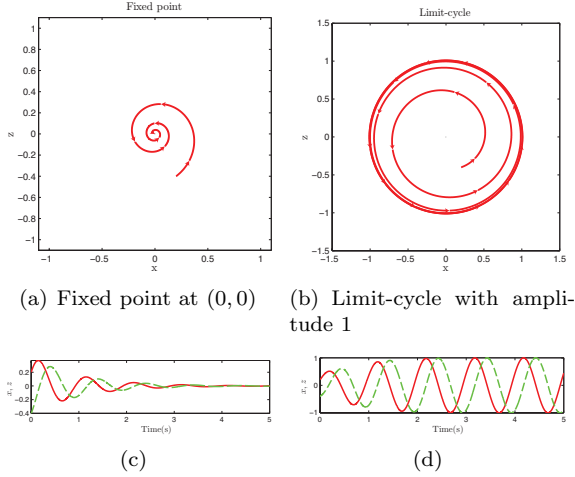 Fixed point
1
0.8
0.6
0.4
0.2
0
−0.2
−0.4
−0.6
−0.8
−1
z
−1 −0.5 0 0.5 1
x
Limit-cycle
1.5
1
0.5
0
−0.5
−1
−1.5
z
−1.5 −1 −0.5 0 0.5 1 1.5
x
(a) Fixed point at (0, 0)
(b) Limit-cycle with ampli-
tude 1
0.2
0
−0.2
−0.4
x, z
0 1 2 3 4 5
Time(s)
(c)
1
0
−1
x, z
0 1 2 3 4 5
Time(s)
(d)